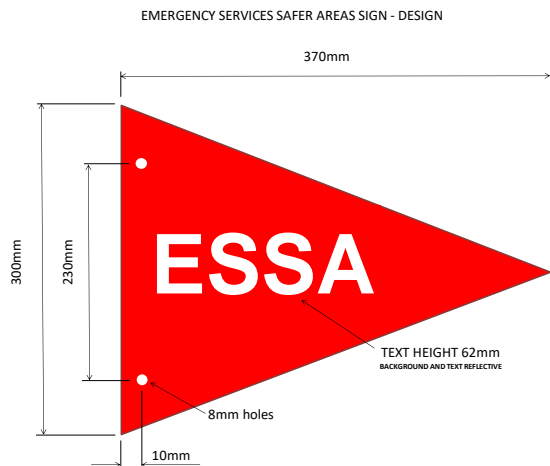 EMERGENCY SERVICES SAFER AREAS SIGN - DESIGN
370mm
300mm
230mm
ESSA
TEXT HEIGHT 62mm
BACKGROUND AND TEXT REFLECTIVE
8mm holes
10mm